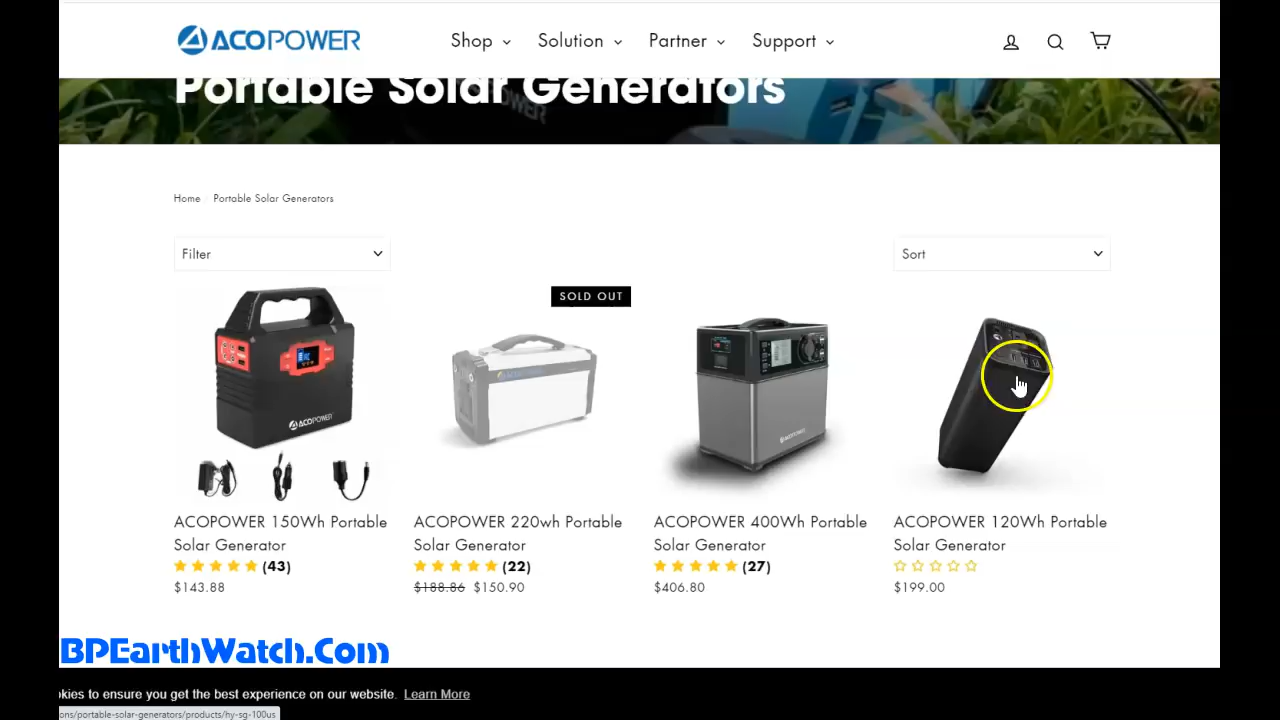 ACOPOWER
Shop
Solution
Partner
Support
Portable Solar Generators
Home
Portable Solar Generators
Filter
Sort
SOLD OUT
ACOPOWER
ACOPOWER
ACOPOWER 150Wh Portable
Solar Generator
(43)
$143.88
ACOPOWER 220wh Portable
Solar Generator
(22)
$188.86 $150.90
ACOPOWER 400Wh Portable
Solar Generator
(27)
$406.80
ACOPOWER 120Wh Portable
Solar Generator
$199.00
BPEarthWatch.Com
okies to ensure you get the best experience on our website. Learn More
ons/portable-solar-generators/products/hy-sg-100us